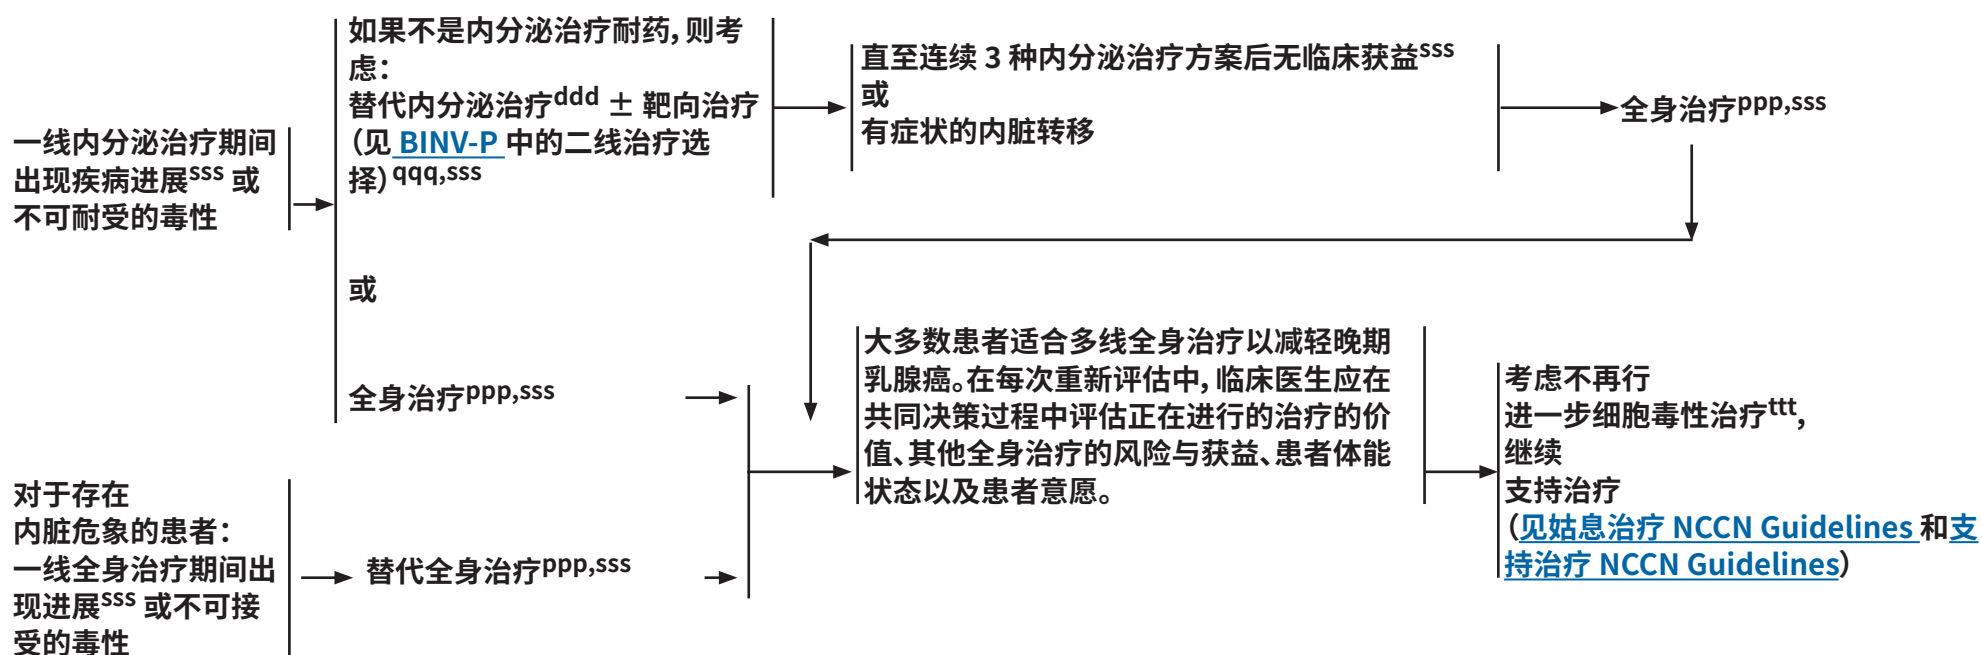 一线内分泌治疗期间
出现疾病进展sss 或
不可耐受的毒性
如果不是内分泌治疗耐药,则考
虑：
替代内分泌治疗ddd ± 靶向治疗
（见 BINV-P 中的二线治疗选
择）qqq,sss
或
全身治疗ppp,sss
直至连续 3 种内分泌治疗方案后无临床获益sss
或
有症状的内脏转移
全身治疗ppp,sss
对于存在
内脏危象的患者：
一线全身治疗期间出
现进展sss 或不可接
受的毒性
替代全身治疗ppp,sss
大多数患者适合多线全身治疗以减轻晚期
乳腺癌。在每次重新评估中,临床医生应在
共同决策过程中评估正在进行的治疗的价
值、其他全身治疗的风险与获益、患者体能
状态以及患者意愿。
考虑不再行
进一步细胞毒性治疗ttt,
继续
支持治疗
（见姑息治疗 NCCN Guidelines 和支
持治疗 NCCN Guidelines）